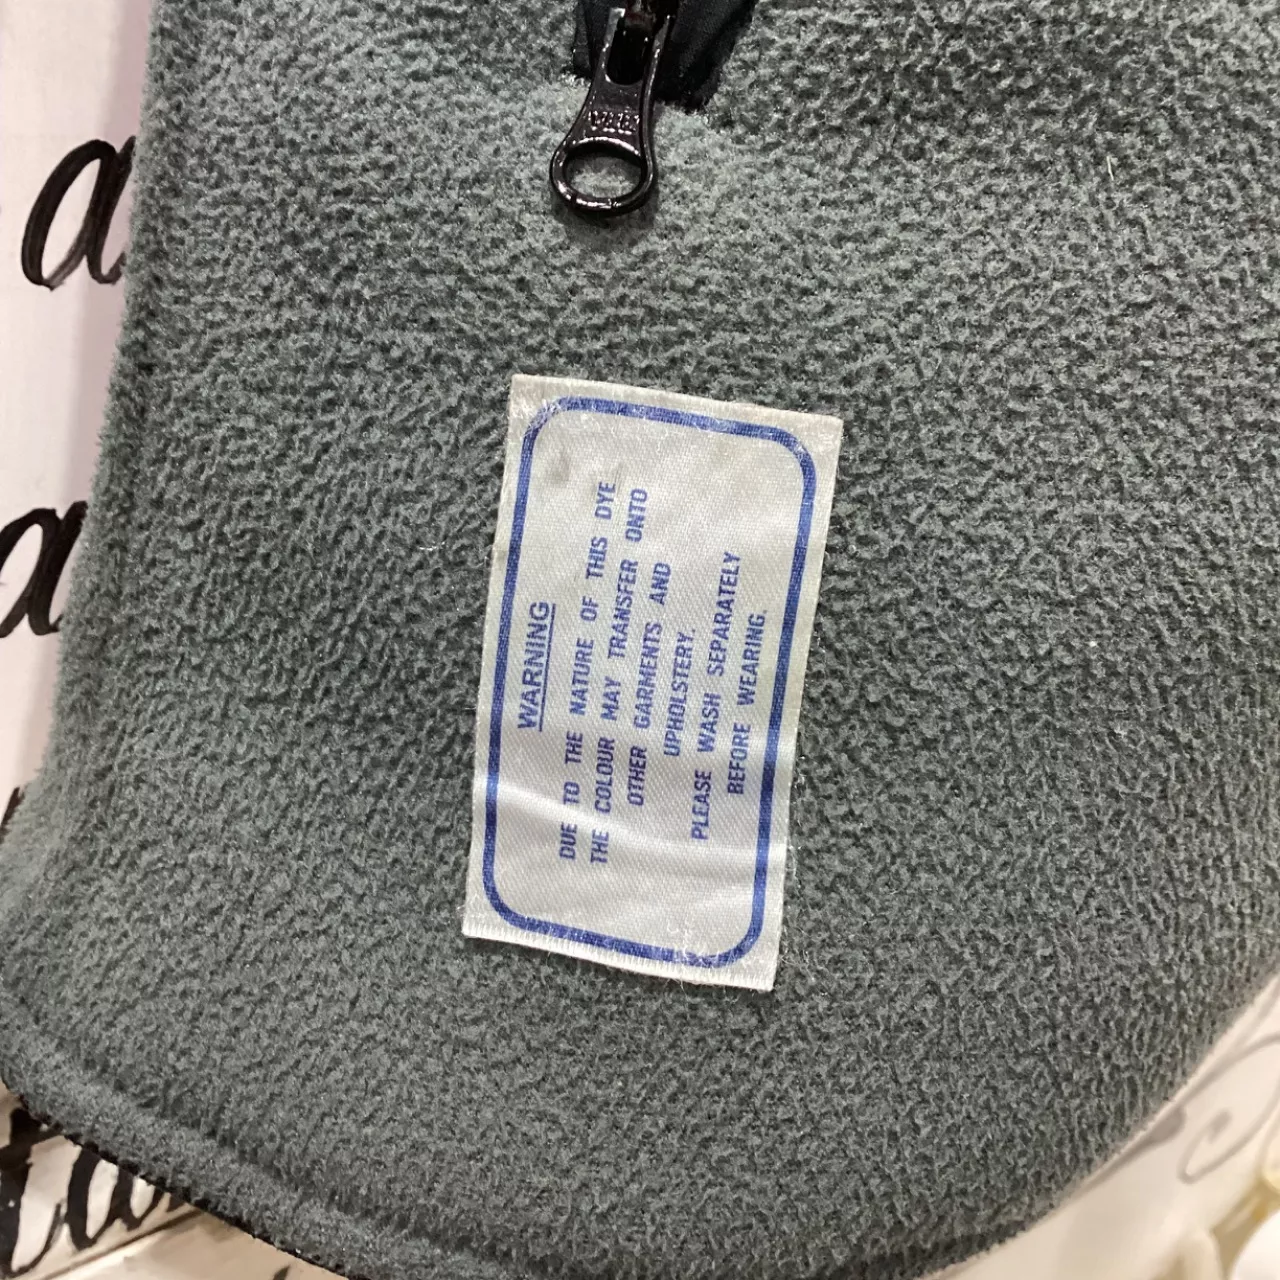 WARNING
DUE TO THE NATURE OF THIS DYE
THE COLOUR MAY TRANSFER ONTO
OTHER GARMENTS AND
UPHOLSTERY.
PLEASE WASH SEPARATELY
BEFORE WEARING.